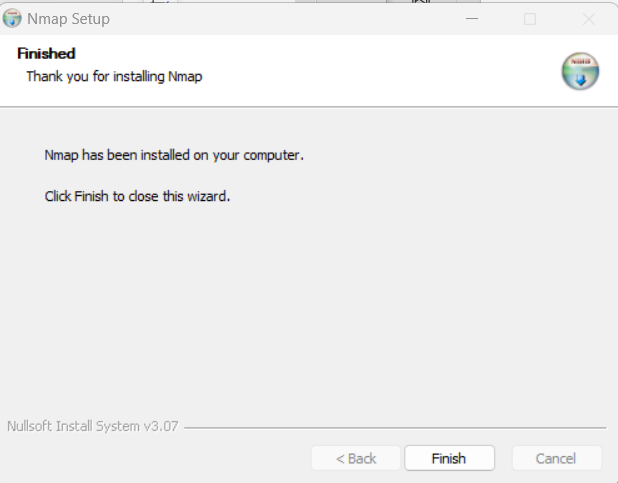 Nmap Setup
Finished
Thank you for installing Nmap
Nmap has been installed on your computer.
Click Finish to close this wizard.
Nullsoft Install System v3.07
< Back
Finish
Cancel